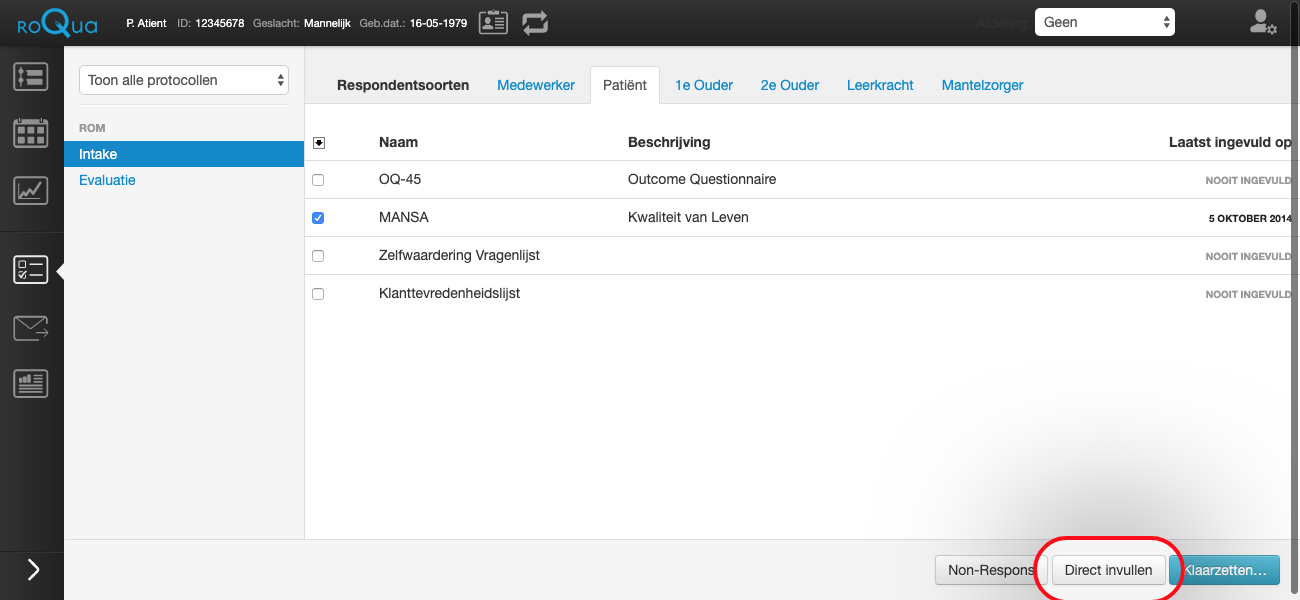 roQua P. Atient ID: 12345678 Geslacht: Mannelijk Geb.dat.: 16-05-1979 Afdeling Geen
Toon alle protocollen
ROM
Intake
Evaluatie
Respondentsoorten Medewerker Patiënt 1e Ouder 2e Ouder Leerkracht Mantelzorger
Naam Beschrijving Laatst ingevuld op
OQ-45 Outcome Questionnaire NOOIT INGEVULD
MANSA Kwaliteit van Leven 5 OKTOBER 2014
Zelfwaardering Vragenlijst NOOIT INGEVULD
Klanttevredenheidslijst NOOIT INGEVULD
Non-Respons Direct invullen Klaarzetten...